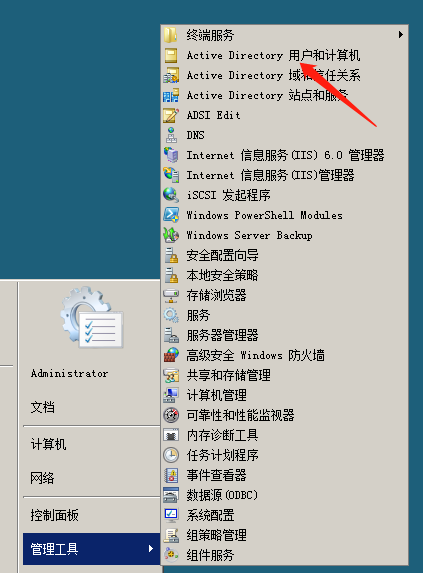 终端服务
Active Directory 用户和计算机
Active Directory 域和信任关系
Active Directory 站点和服务
ADSI Edit
DNS
Internet 信息服务(IIS) 6.0 管理器
Internet 信息服务(IIS)管理器
iSCSI 发起程序
Windows PowerShell Modules
Windows Server Backup
安全配置向导
本地安全策略
存储浏览器
服务
服务器管理器
高级安全 Windows 防火墙
共享和存储管理
计算机管理
可靠性和性能监视器
内存诊断工具
任务计划程序
事件查看器
数据源(ODBC)
系统配置
组策略管理
组件服务
Administrator
文档
计算机
网络
控制面板
管理工具